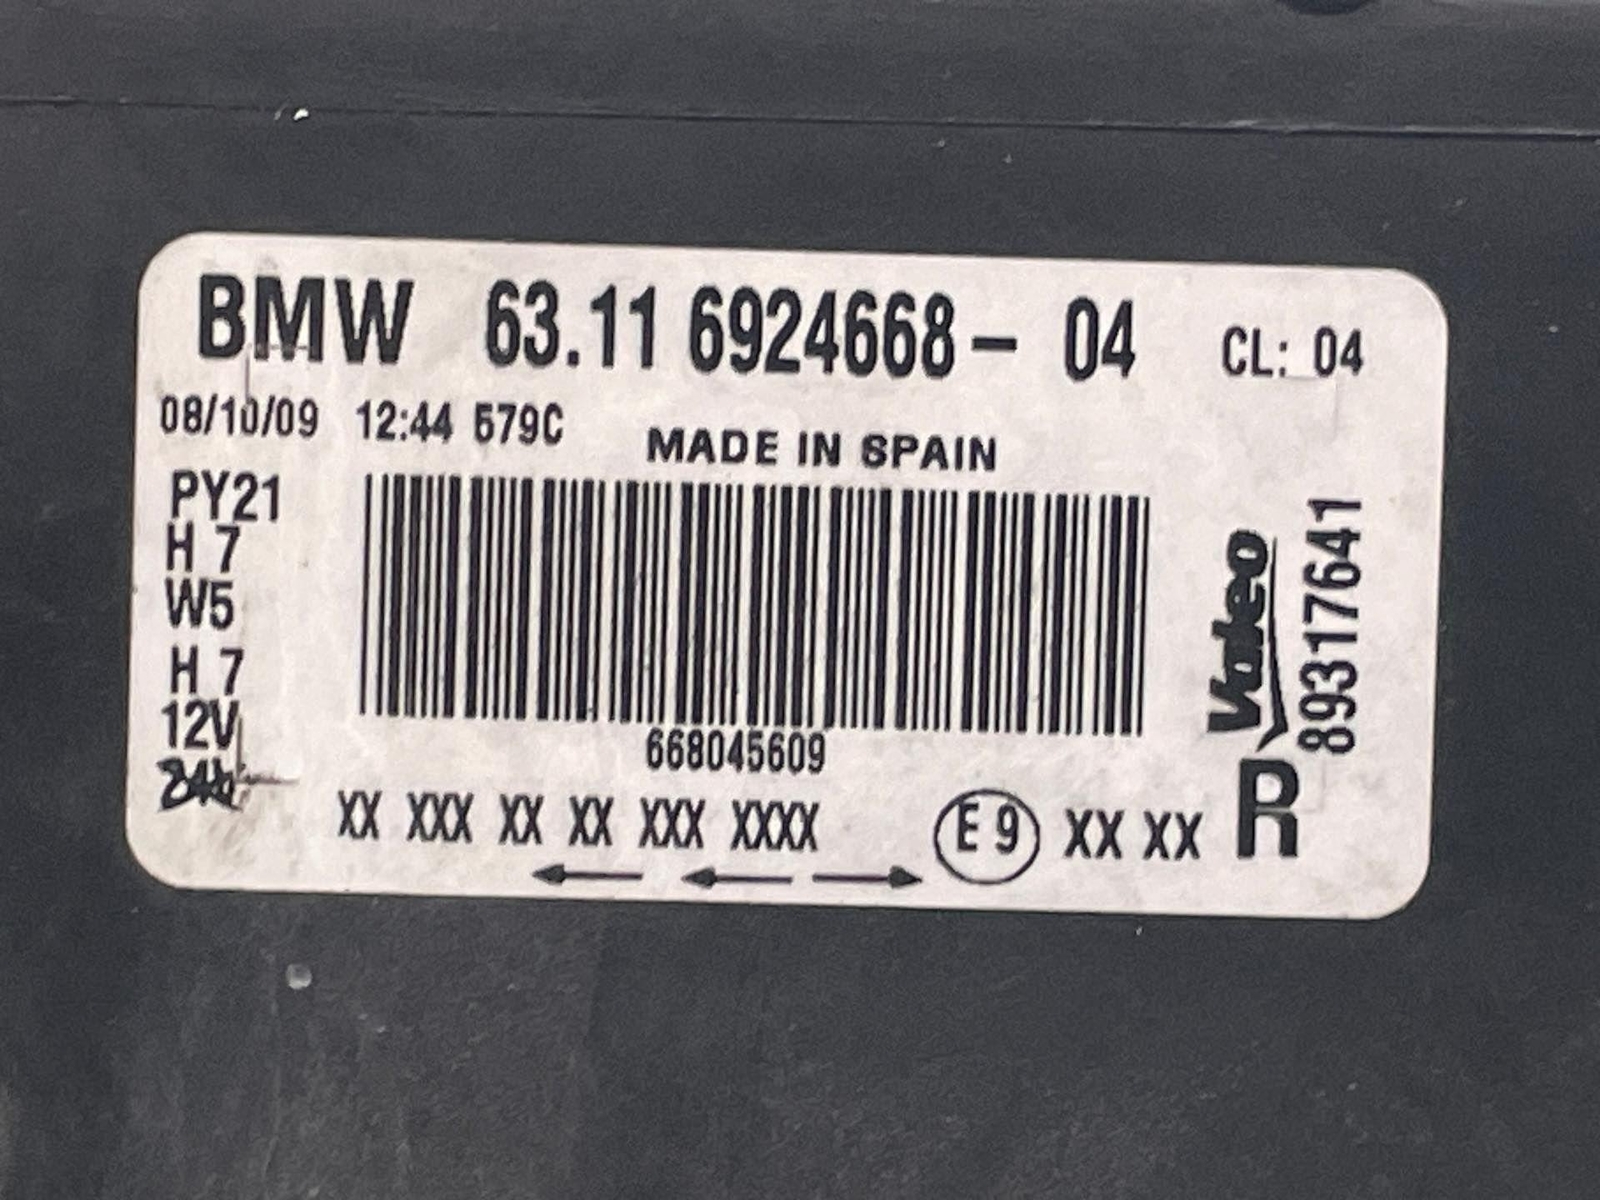 BMW 63.11 6924668- 04 CL: 04
08/10/09 12:44 579C MADE IN SPAIN
PY21
H 7
W5
H 7
12V
668045609
XX XXX XX XX XXX XXXX E9 XX XX R
Valeo
89317641